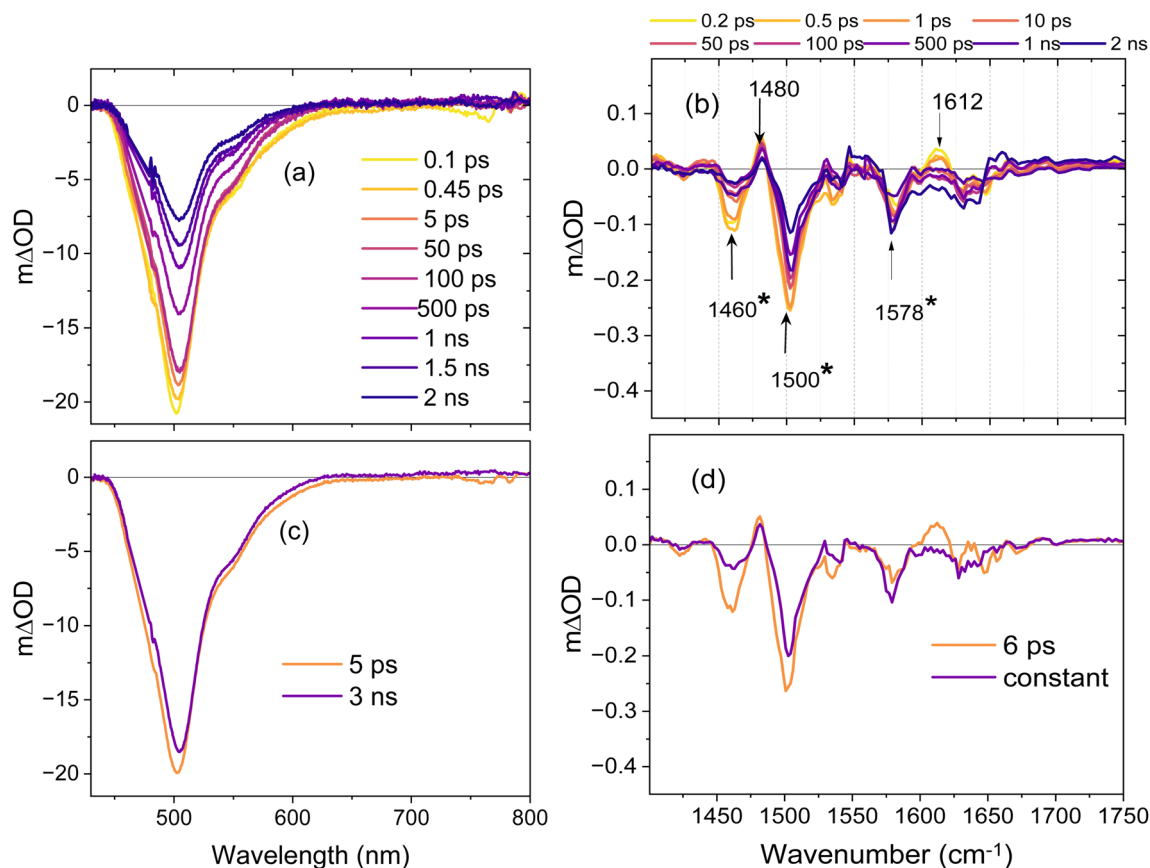 0.2 ps 0.5 ps 1 ps 10 ps
50 ps 100 ps 500 ps 1 ns 2 ns
0
−5
−10
−15
−20
m∆OD
(a)
0.1 ps
0.45 ps
5 ps
50 ps
100 ps
500 ps
1 ns
1.5 ns
2 ns
0.1
0.0
−0.1
−0.2
−0.3
−0.4
m∆OD
(b)
1480
1612
1460*
1500*
1578*
0
−5
−10
−15
−20
m∆OD
(c)
5 ps
3 ns
500 600 700 800
Wavelength (nm)
0.1
0.0
−0.1
−0.2
−0.3
−0.4
m∆OD
(d)
6 ps
constant
1450 1500 1550 1600 1650 1700 1750
Wavenumber (cm-1)